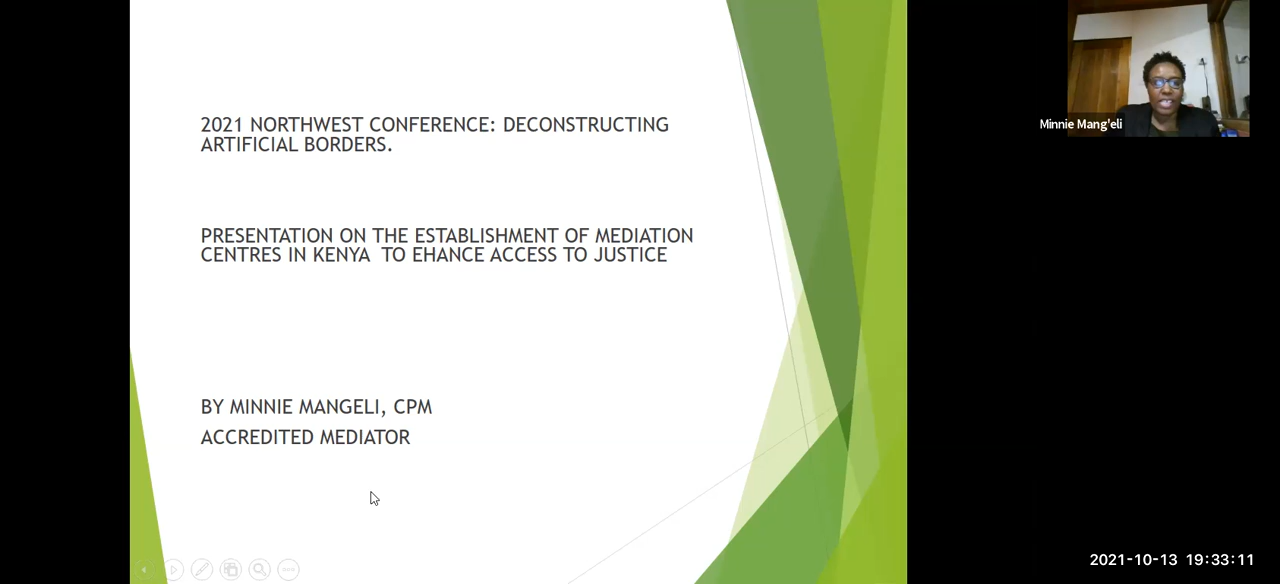 2021 NORTHWEST CONFERENCE: DECONSTRUCTING
ARTIFICIAL BORDERS.
PRESENTATION ON THE ESTABLISHMENT OF MEDIATION
CENTRES IN KENYA  TO EHANCE ACCESS TO JUSTICE
BY MINNIE MANGELI, CPM
ACCREDITED MEDIATOR
Minnie Mang'eli
2021-10-13 19:33:11